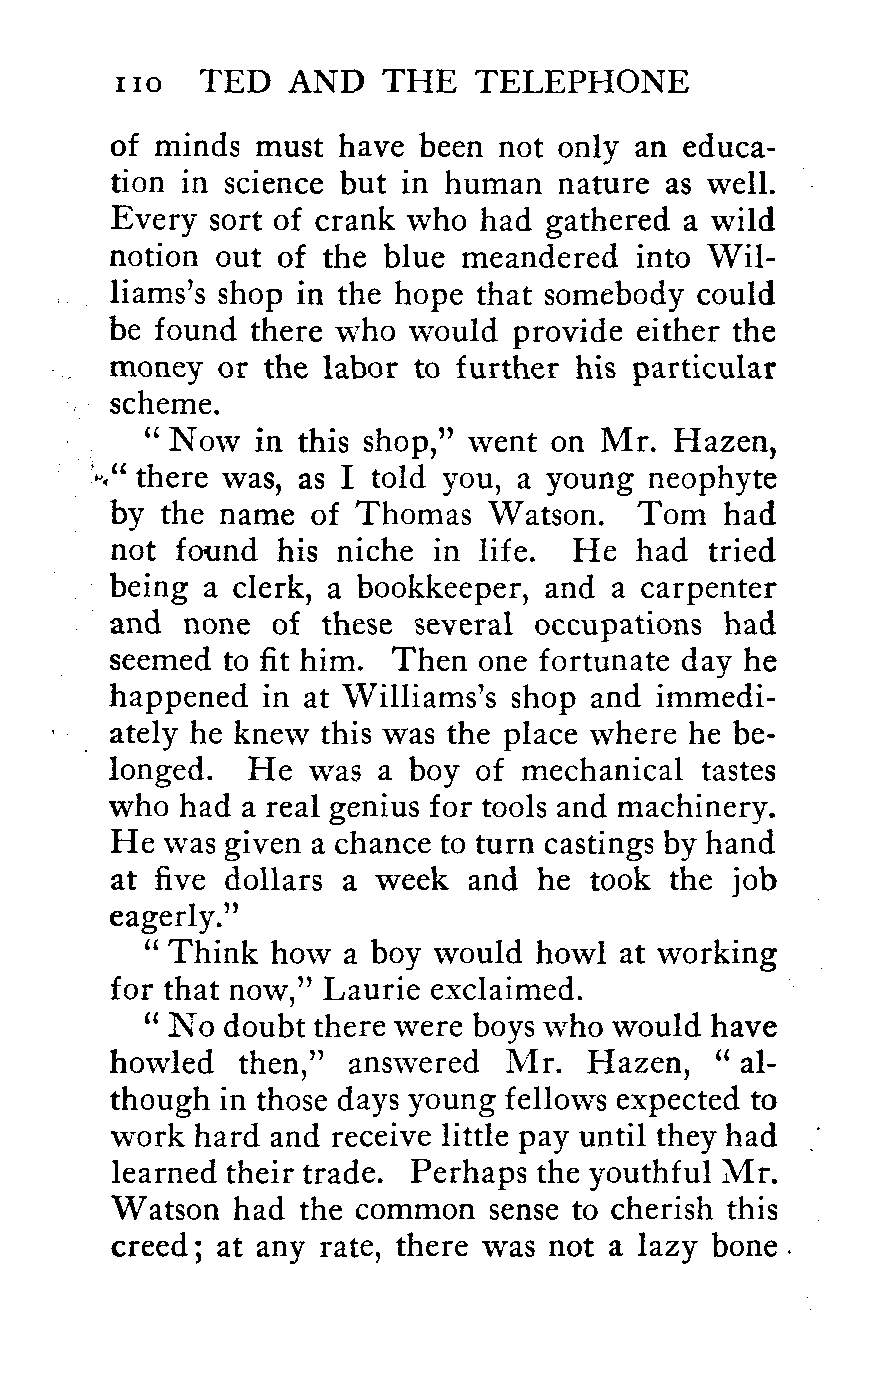 110 TED AND THE TELEPHONE
of minds must have been not only an educa-
tion in science but in human nature as well.
Every sort of crank who had gathered a wild
notion out of the blue meandered into Wil-
liams's shop in the hope that somebody could
be found there who would provide either the
money or the labor to further his particular
scheme.
“ Now in this shop,” went on Mr. Hazen,
“ there was, as I told you, a young neophyte
by the name of Thomas Watson. Tom had
not found his niche in life. He had tried
being a clerk, a bookkeeper, and a carpenter
and none of these several occupations had
seemed to fit him. Then one fortunate day he
happened in at Williams's shop and immedi-
ately he knew this was the place where he be-
longed. He was a boy of mechanical tastes
who had a real genius for tools and machinery.
He was given a chance to turn castings by hand
at five dollars a week and he took the job
eagerly.”
“ Think how a boy would howl at working
for that now,” Laurie exclaimed.
“ No doubt there were boys who would have
howled then,” answered Mr. Hazen, “ al-
though in those days young fellows expected to
work hard and receive little pay until they had
learned their trade. Perhaps the youthful Mr.
Watson had the common sense to cherish this
creed; at any rate, there was not a lazy bone